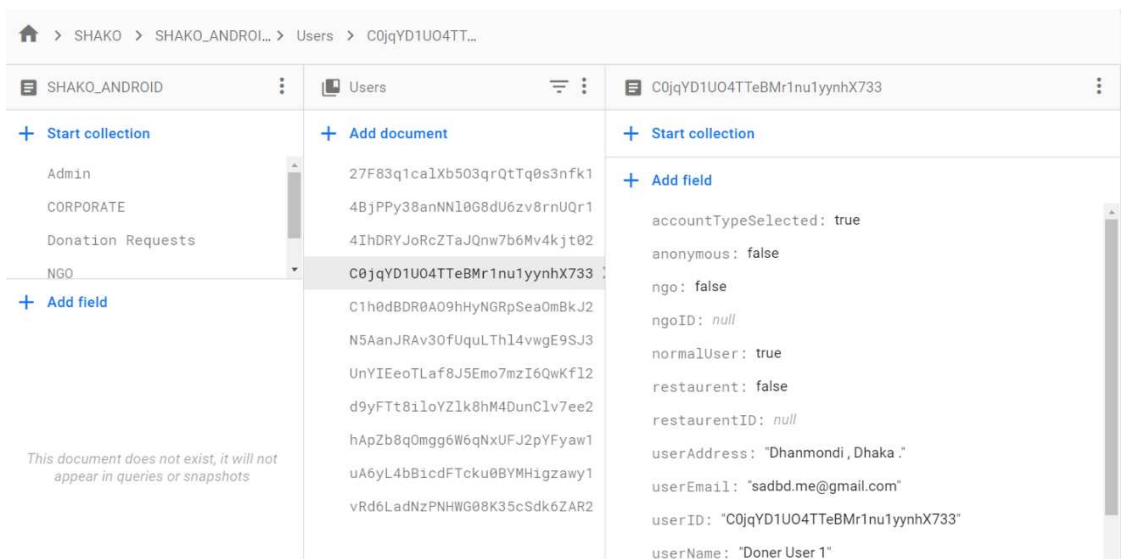 > SHAKO > SHAKO_ANDROI... > Users > C0jqYD1UO4TT...
SHAKO_ANDROID
+ Start collection
Admin
CORPORATE
Donation Requests
NGO
+ Add field
This document does not exist, it will not
appear in queries or snapshots
Users
+ Add document
27F83q1calXb5O3qrQtTq0s3nfk1
4BjPPy38anNNl0G8dU6zv8rnUQr1
4IhDRYJoRcZTaJQnw7b6Mv4kjt02
C0jqYD1UO4TTeBMr1nu1yynhX733
C1h0dBDR0AO9hHyNGRpSeaOmBkJ2
N5AanJRAv3OfUquLThl4vwgE9SJ3
UnYIEeoTLaf8J5Emo7mzI6QwKfl2
d9yFTt8iloYZlk8hM4DunClv7ee2
hApZb8qOmgg6W6qNxUFJ2pYFyaw1
uA6yL4bBicdFTcku0BYMHigzawy1
vRd6LadNzPNHWG08K35cSdk6ZAR2
C0jqYD1UO4TTeBMr1nu1yynhX733
+ Start collection
+ Add field
accountTypeSelected: true
anonymous: false
ngo: false
ngoID: null
normalUser: true
restaurent: false
restaurentID: null
userAddress: "Dhanmondi , Dhaka ."
userEmail: "sadbd.me@gmail.com"
userID: "C0jqYD1UO4TTeBMr1nu1yynhX733"
userName: "Doner User 1"